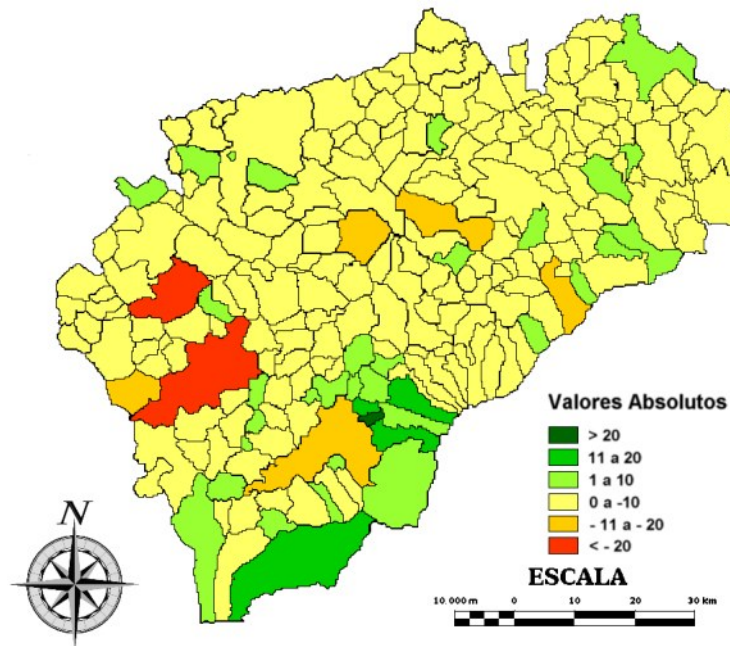 Valores Absolutos
> 20
11 a 20
1 a 10
0 a -10
- 11 a - 20
< - 20
N
ESCALA
10.000 m 0 10 20 30 km